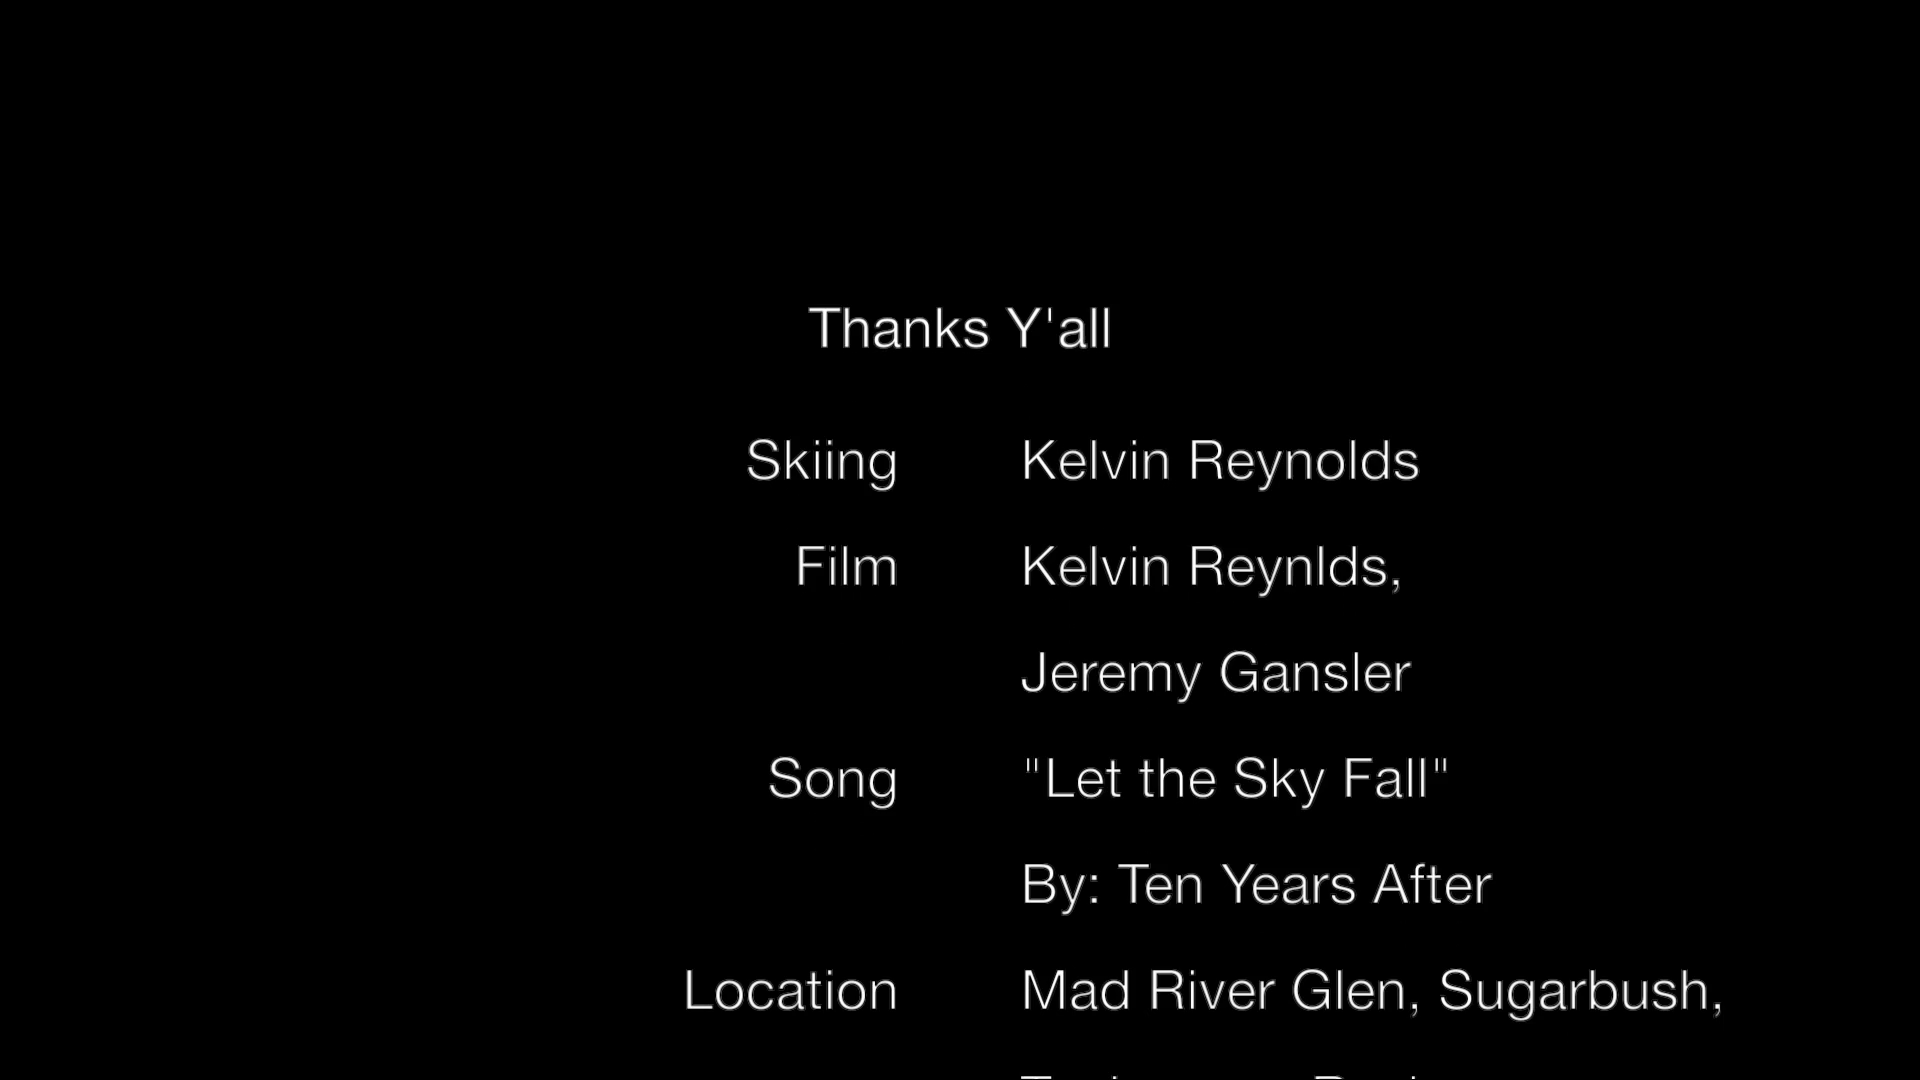 Thanks Y'all
Skiing Kelvin Reynolds
Film Kelvin Reynlds,
Jeremy Gansler
Song "Let the Sky Fall"
By: Ten Years After
Location Mad River Glen, Sugarbush,